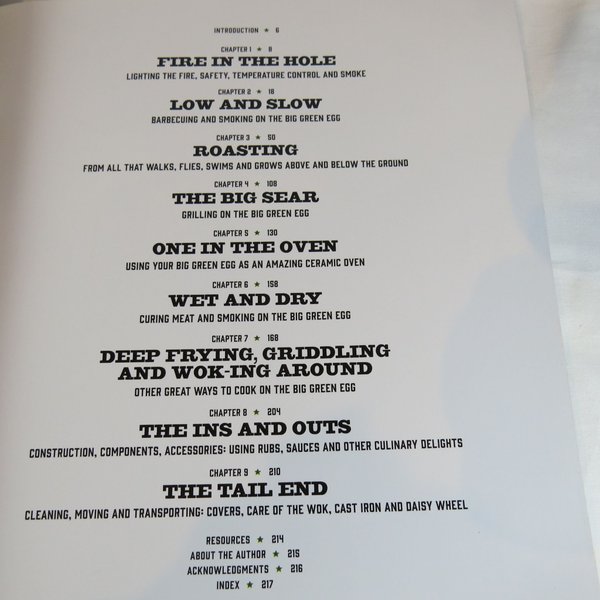 INTRODUCTION ★ 6
CHAPTER 1 ★ 8
FIRE IN THE HOLE
LIGHTING THE FIRE, SAFETY, TEMPERATURE CONTROL AND SMOKE
CHAPTER 2 ★ 18
LOW AND SLOW
BARBECUING AND SMOKING ON THE BIG GREEN EGG
CHAPTER 3 ★ 50
ROASTING
FROM ALL THAT WALKS, FLIES, SWIMS AND GROWS ABOVE AND BELOW THE GROUND
CHAPTER 4 ★ 108
THE BIG SEAR
GRILLING ON THE BIG GREEN EGG
CHAPTER 5 ★ 130
ONE IN THE OVEN
USING YOUR BIG GREEN EGG AS AN AMAZING CERAMIC OVEN
CHAPTER 6 ★ 158
WET AND DRY
CURING MEAT AND SMOKING ON THE BIG GREEN EGG
CHAPTER 7 ★ 168
DEEP FRYING, GRIDDLING
AND WOK-ING AROUND
OTHER GREAT WAYS TO COOK ON THE BIG GREEN EGG
CHAPTER 8 ★ 204
THE INS AND OUTS
CONSTRUCTION, COMPONENTS, ACCESSORIES: USING RUBS, SAUCES AND OTHER CULINARY DELIGHTS
CHAPTER 9 ★ 210
THE TAIL END
CLEANING, MOVING AND TRANSPORTING: COVERS, CARE OF THE WOK, CAST IRON AND DAISY WHEEL
RESOURCES ★ 214
ABOUT THE AUTHOR ★ 215
ACKNOWLEDGMENTS ★ 216
INDEX ★ 217